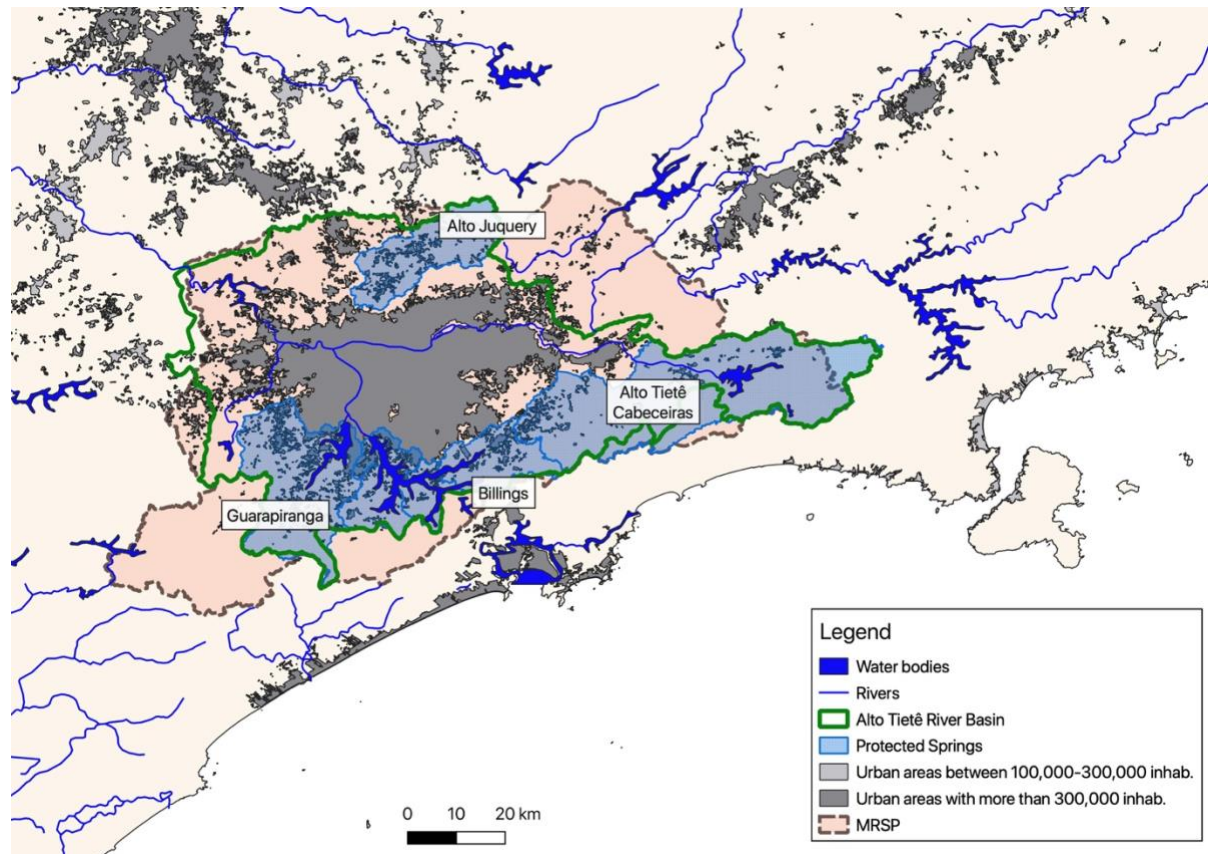 Alto Juquery
Alto Tietê
Cabeceiras
Billings
Guarapiranga
Legend
Water bodies
Rivers
Alto Tietê River Basin
Protected Springs
Urban areas between 100,000-300,000 inhab.
Urban areas with more than 300,000 inhab.
MRSP
0 10 20 km